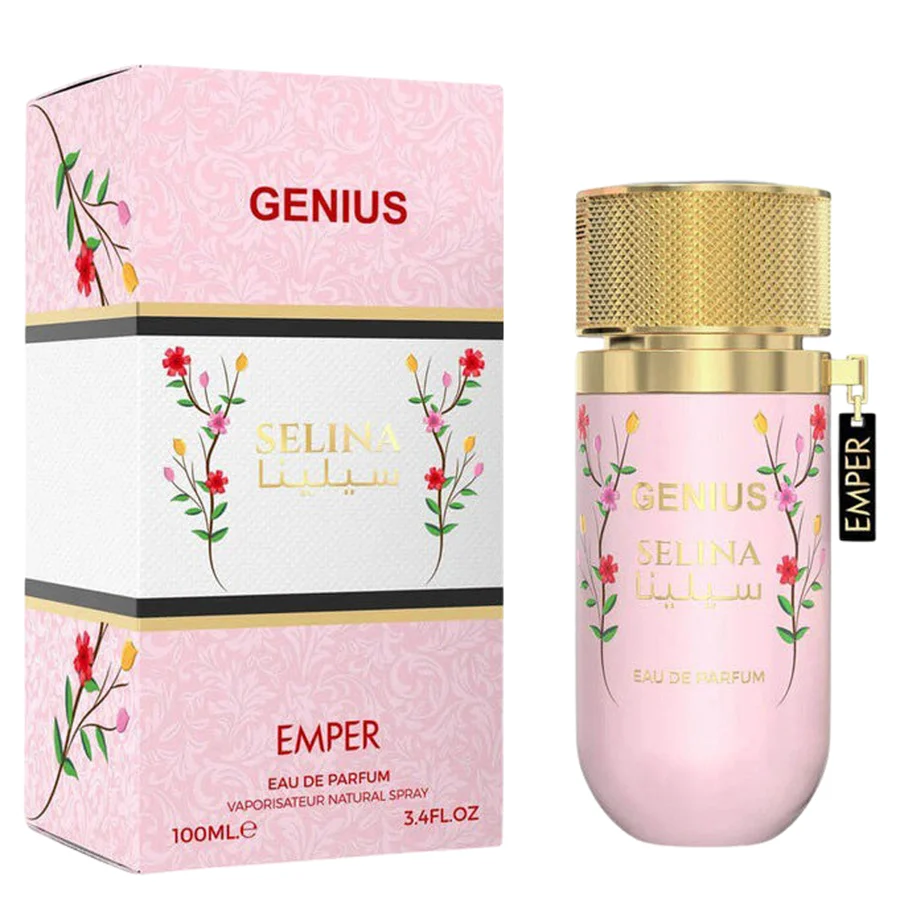 GENIUS
SELINA
سيلينا
EMPER
EAU DE PARFUM
VAPORISATEUR NATURAL SPRAY
100ML.e 3.4FL.OZ
GENIUS
SELINA
سيلينا
EAU DE PARFUM
EMPER